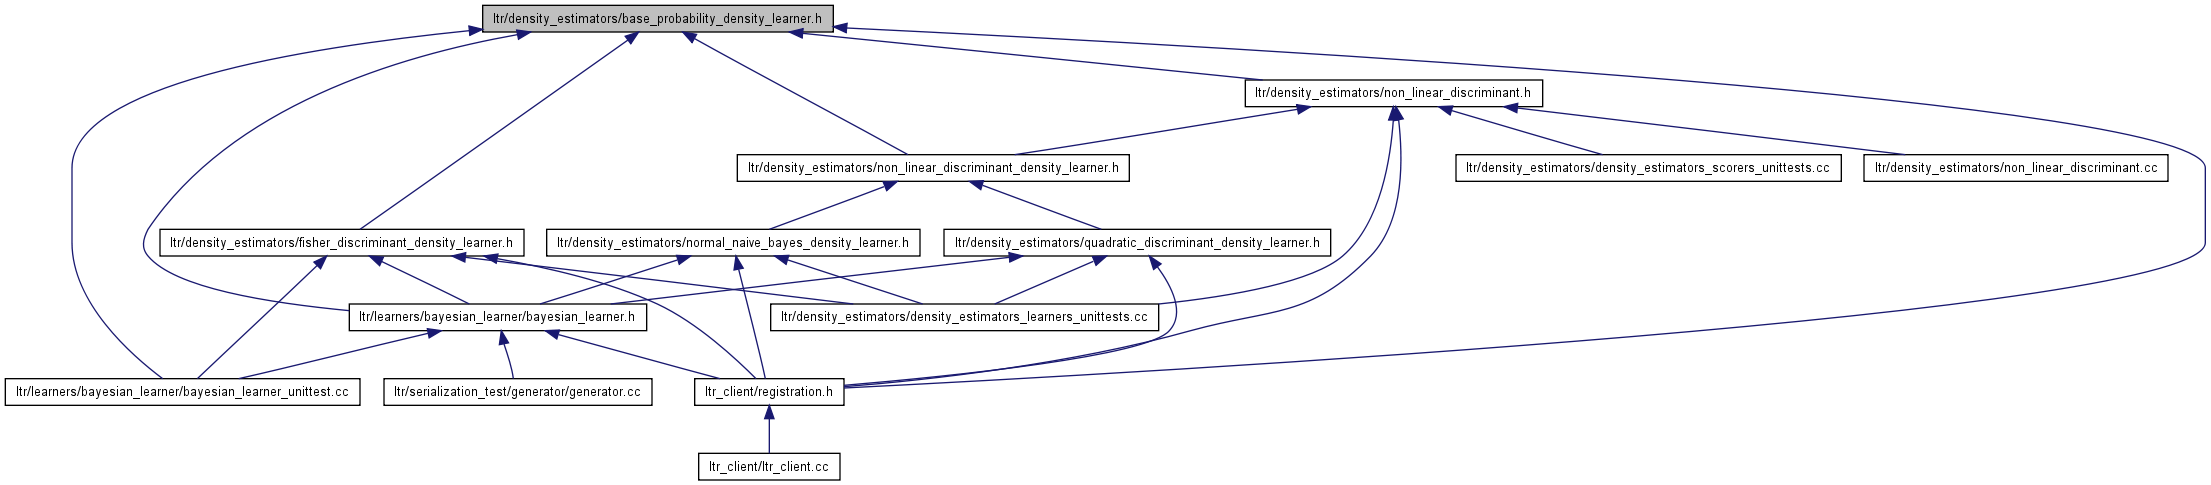 ltr/density_estimators/base_probability_density_learner.h
ltr/density_estimators/non_linear_discriminant.h
ltr/density_estimators/non_linear_discriminant_density_learner.h
ltr/density_estimators/density_estimators_scorers_unittests.cc
ltr/density_estimators/non_linear_discriminant.cc
ltr/density_estimators/fisher_discriminant_density_learner.h
ltr/density_estimators/normal_naive_bayes_density_learner.h
ltr/density_estimators/quadratic_discriminant_density_learner.h
ltr/learners/bayesian_learner/bayesian_learner.h
ltr/density_estimators/density_estimators_learners_unittests.cc
ltr/learners/bayesian_learner/bayesian_learner_unittest.cc
ltr/serialization_test/generator/generator.cc
ltr_client/registration.h
ltr_client/ltr_client.cc